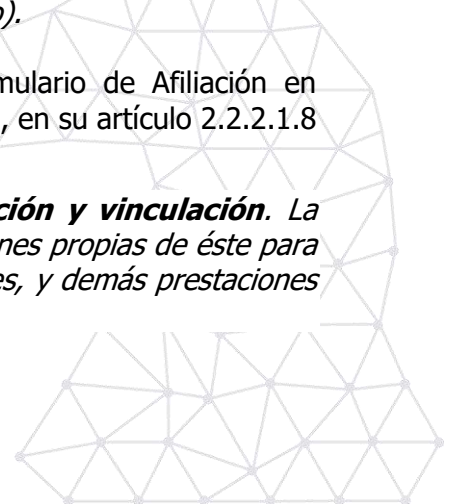 o).
mulario de Afiliación en
, en su artículo 2.2.2.1.8
ción y vinculación. La
nes propias de éste para
es, y demás prestaciones